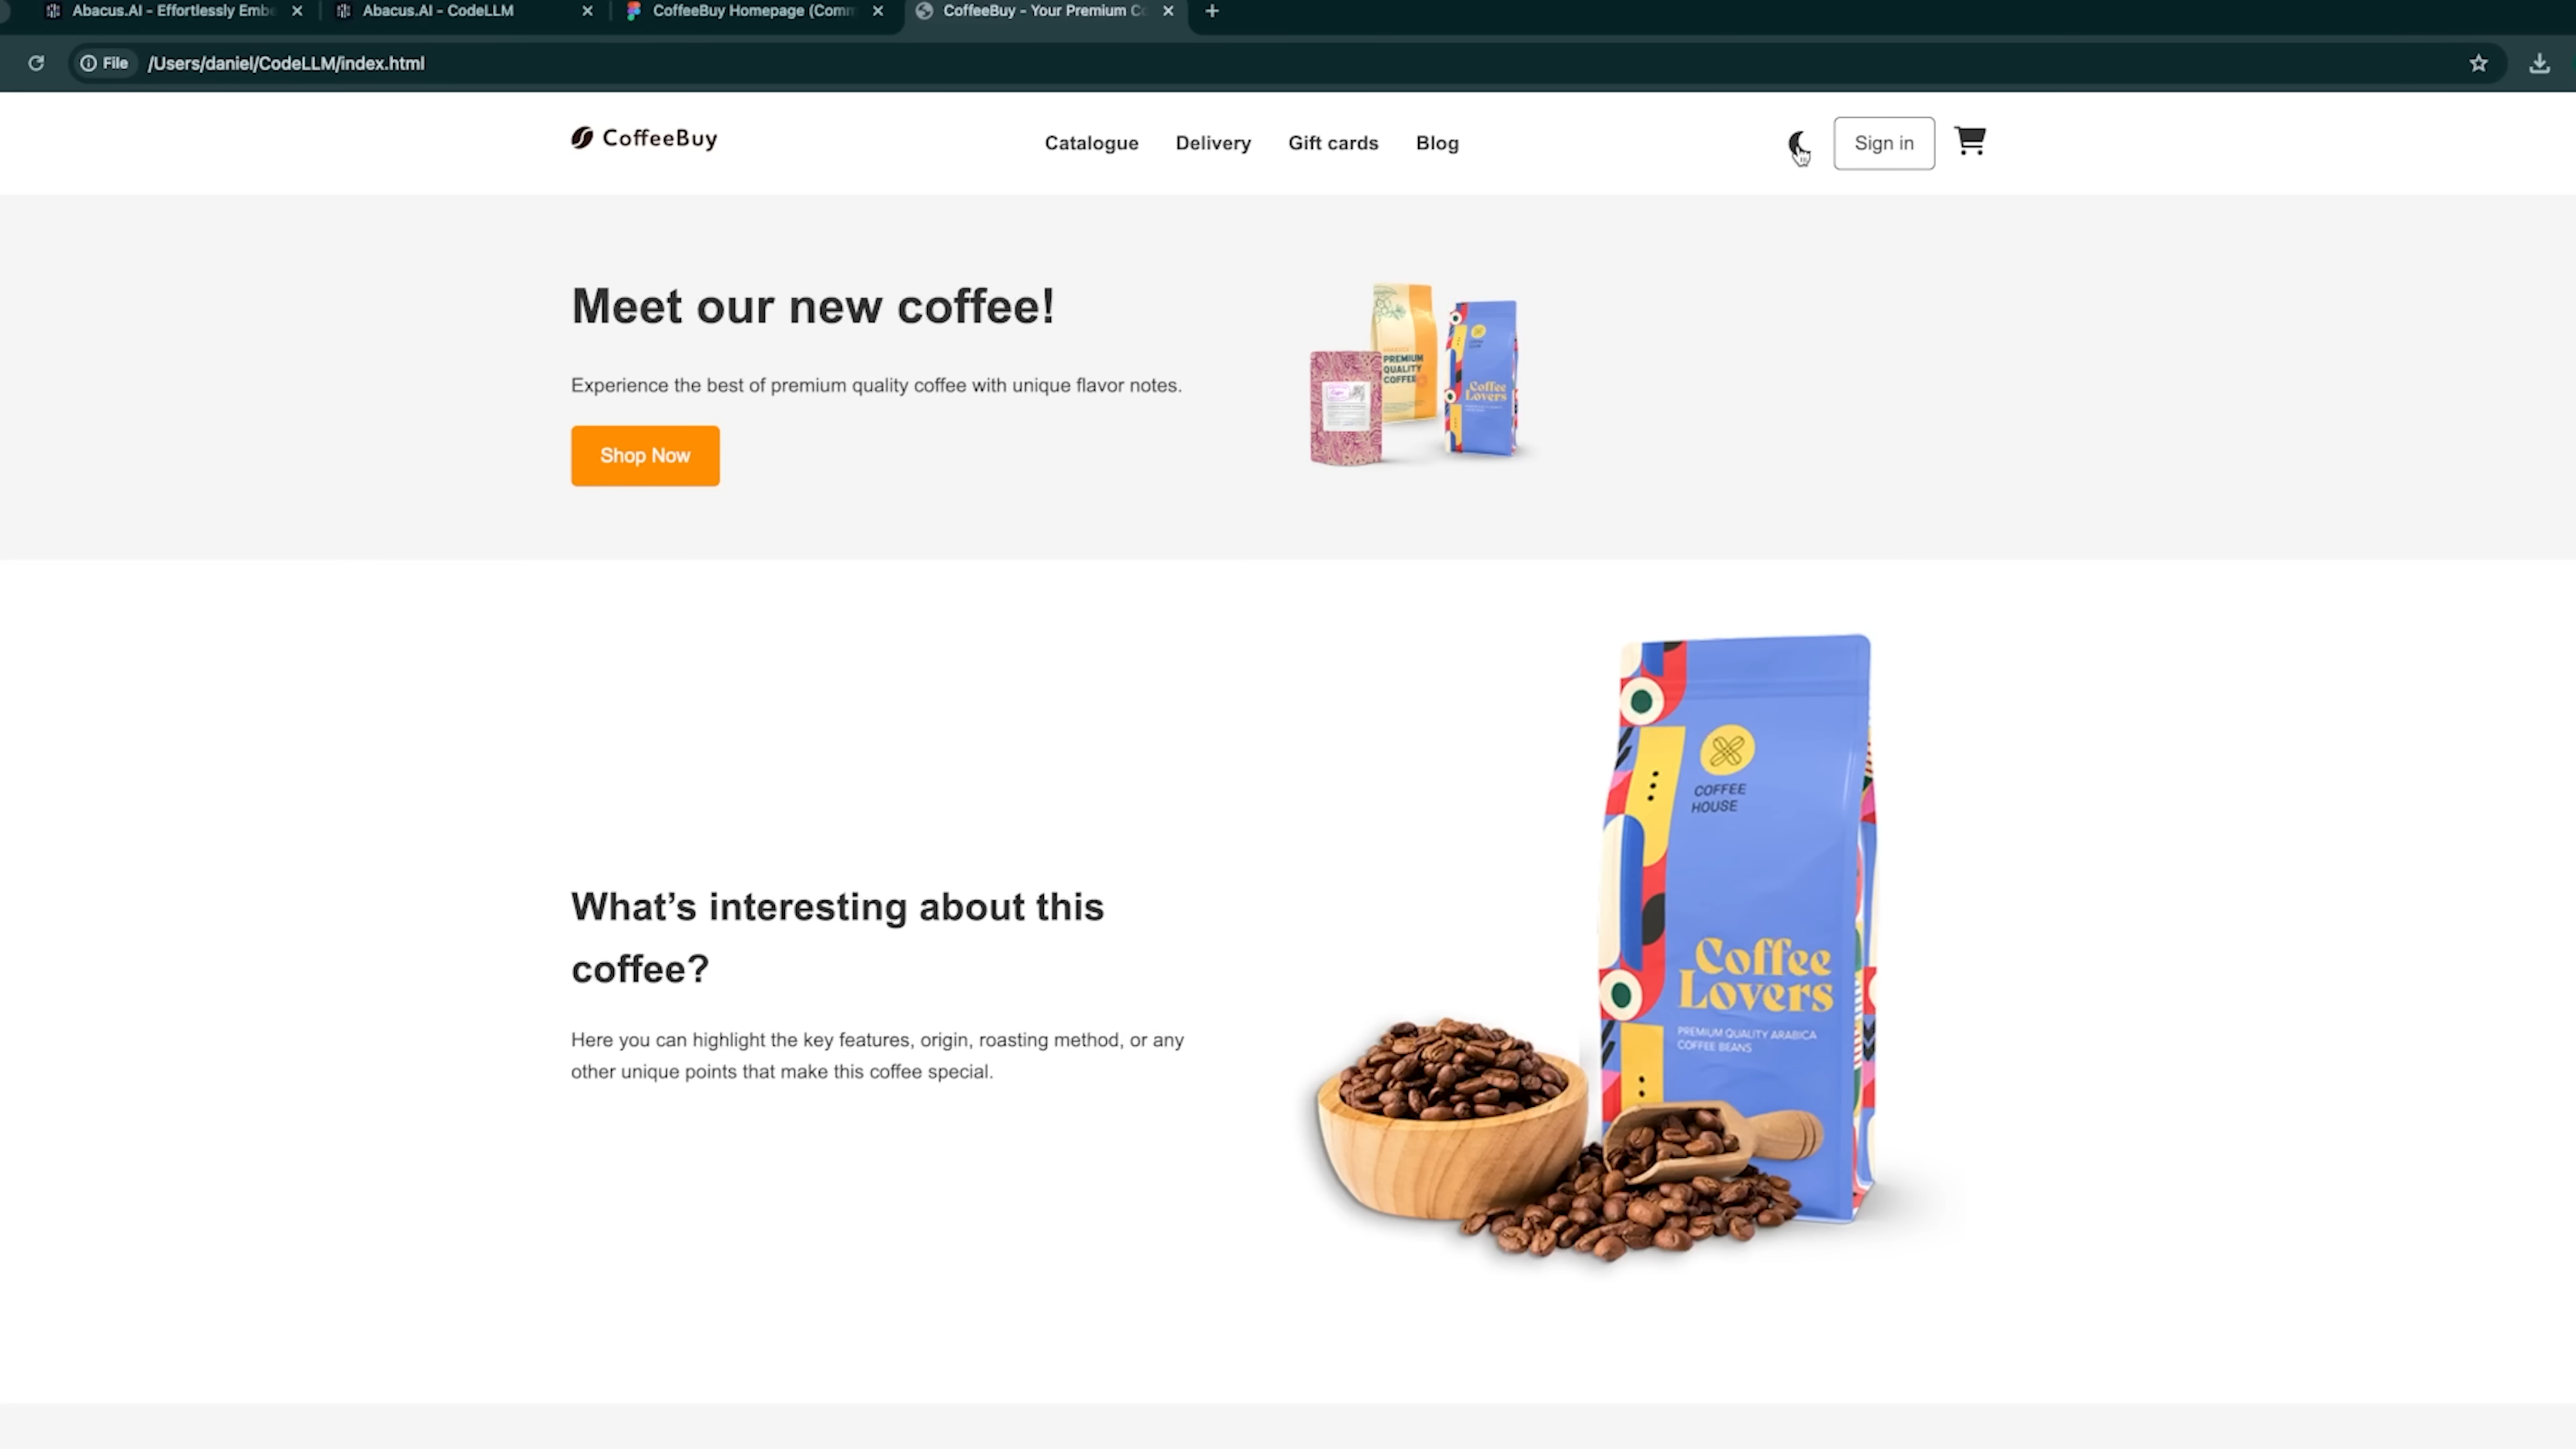 Abacus.AI - Effortlessly Embe
Abacus.AI - CodeLLM
CoffeeBuy Homepage (Comm
CoffeeBuy - Your Premium Co
File
/Users/daniel/CodeLLM/index.html
CoffeeBuy
Catalogue
Delivery
Gift cards
Blog
Sign in
Meet our new coffee!
Experience the best of premium quality coffee with unique flavor notes.
Shop Now
PREMIUM
QUALITY
COFFEE
Coffee
Lovers
What’s interesting about this
coffee?
Here you can highlight the key features, origin, roasting method, or any
other unique points that make this coffee special.
COFFEE
HOUSE
Coffee
Lovers
PREMIUM QUALITY ARABICA
COFFEE BEANS